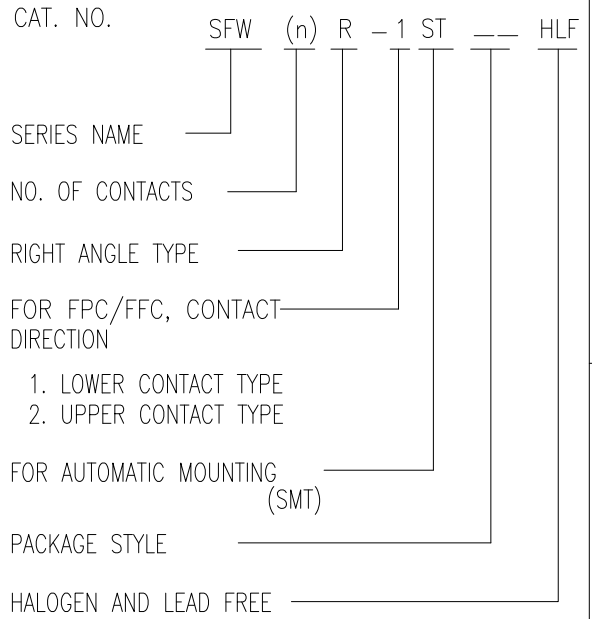 CAT. NO.
SFW (n) R - 1 ST __ HLF
SERIES NAME
NO. OF CONTACTS
RIGHT ANGLE TYPE
FOR FPC/FFC, CONTACT
DIRECTION
1. LOWER CONTACT TYPE
2. UPPER CONTACT TYPE
FOR AUTOMATIC MOUNTING
(SMT)
PACKAGE STYLE
HALOGEN AND LEAD FREE